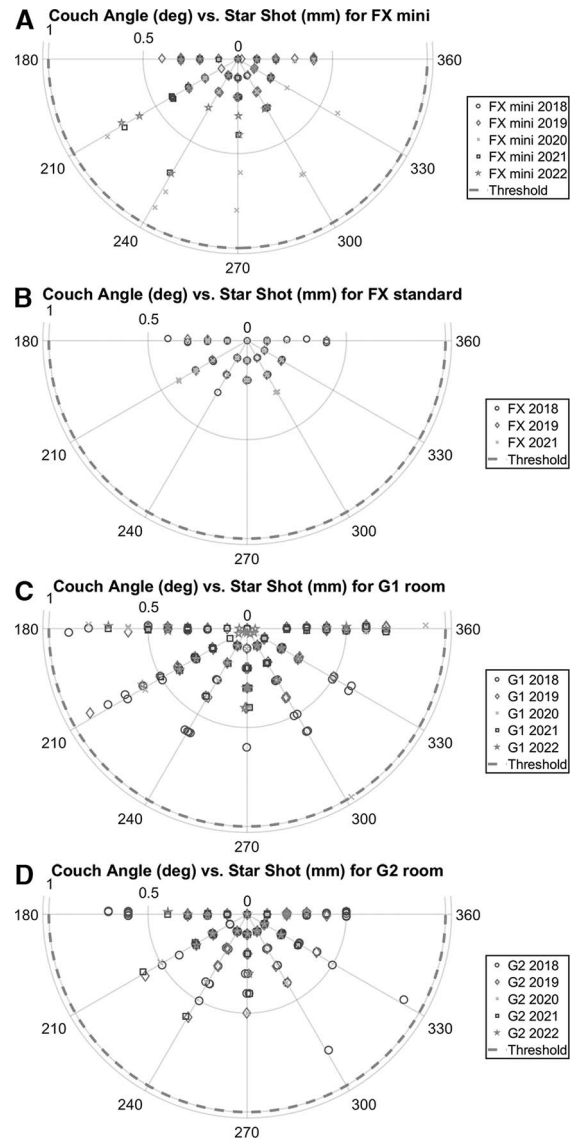 A Couch Angle (deg) vs. Star Shot (mm) for FX mini
1
0.5
0
180
360
210
330
240
300
270
FX mini 2018
FX mini 2019
FX mini 2020
FX mini 2021
FX mini 2022
Threshold
B Couch Angle (deg) vs. Star Shot (mm) for FX standard
1
0.5
0
180
360
210
330
240
300
270
FX 2018
FX 2019
FX 2021
Threshold
C Couch Angle (deg) vs. Star Shot (mm) for G1 room
1
0.5
0
180
360
210
330
240
300
270
G1 2018
G1 2019
G1 2020
G1 2021
G1 2022
Threshold
D Couch Angle (deg) vs. Star Shot (mm) for G2 room
1
0.5
0
180
360
210
330
240
300
270
G2 2018
G2 2019
G2 2020
G2 2021
G2 2022
Threshold